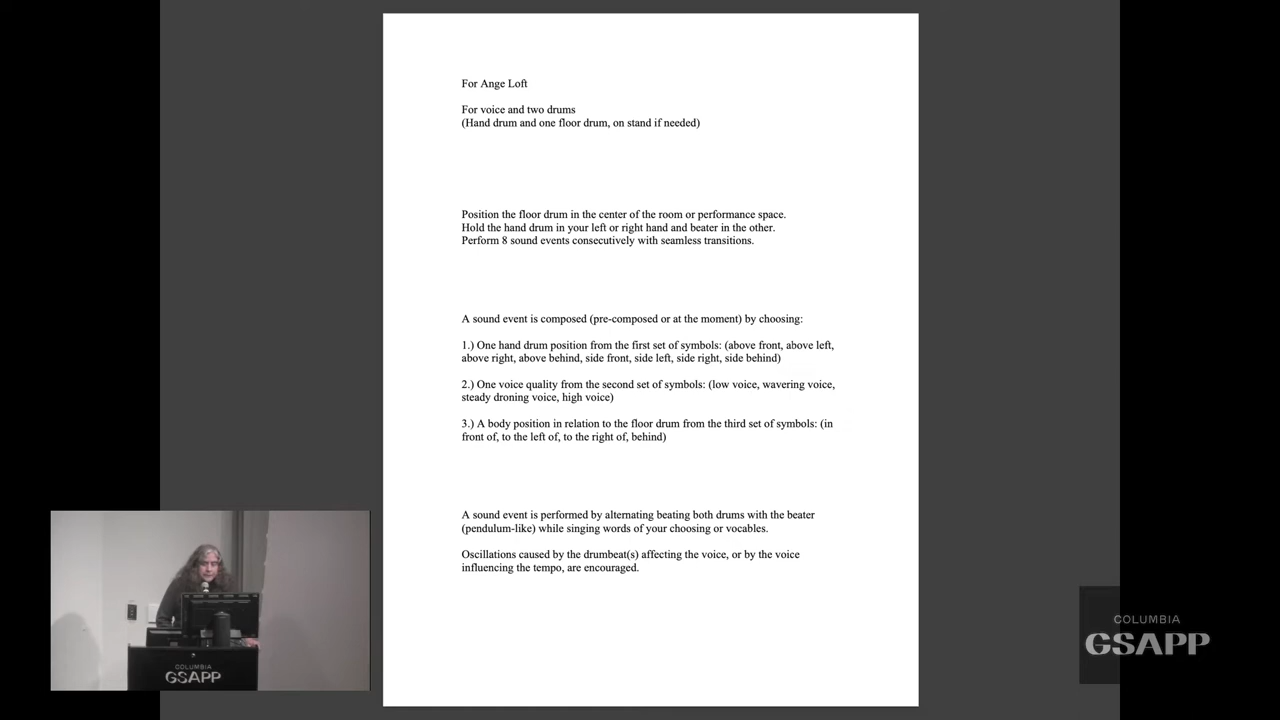 For Ange Loft
For voice and two drums
(Hand drum and one floor drum, on stand if needed)
Position the floor drum in the center of the room or performance space.
Hold the hand drum in your left or right hand and beater in the other.
Perform 8 sound events consecutively with seamless transitions.
A sound event is composed (pre-composed or at the moment) by choosing:
1.) One hand drum position from the first set of symbols: (above front, above left,
above right, above behind, side front, side left, side right, side behind)
2.) One voice quality from the second set of symbols: (low voice, wavering voice,
steady droning voice, high voice)
3.) A body position in relation to the floor drum from the third set of symbols: (in
front of, to the left of, to the right of, behind)
A sound event is performed by alternating beating both drums with the beater
(pendulum-like) while singing words of your choosing or vocables.
Oscillations caused by the drumbeat(s) affecting the voice, or by the voice
influencing the tempo, are encouraged.
COLUMBIA
GSAPP
COLUMBIA
GSAPP